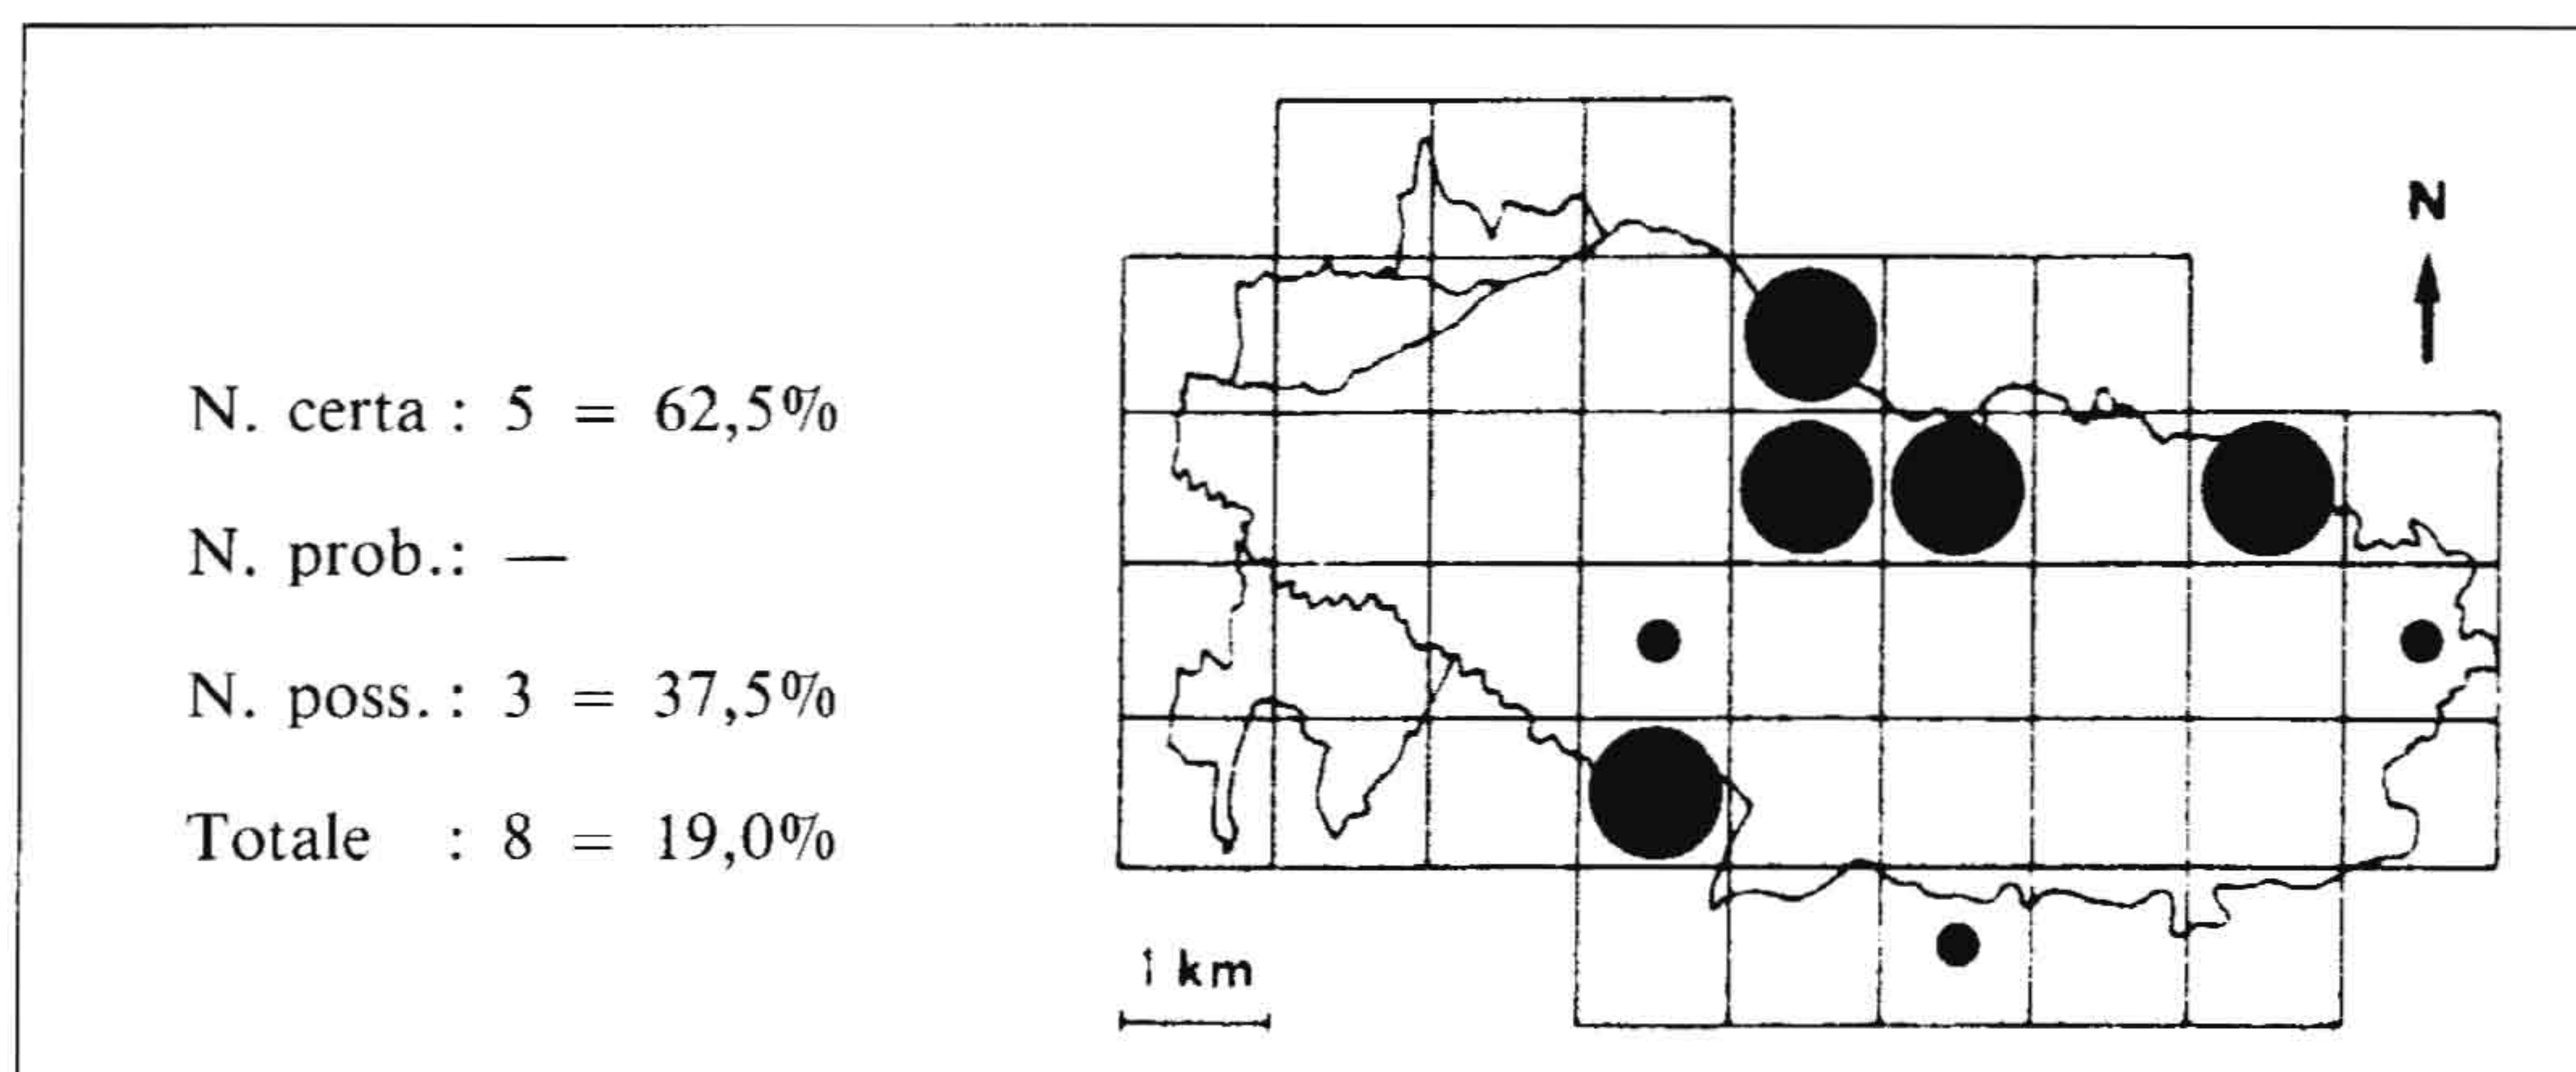 N. certa : 5 = 62,5%
N. prob.: —
N. poss. : 3 = 37,5%
Totale : 8 = 19,0%
N
1 km